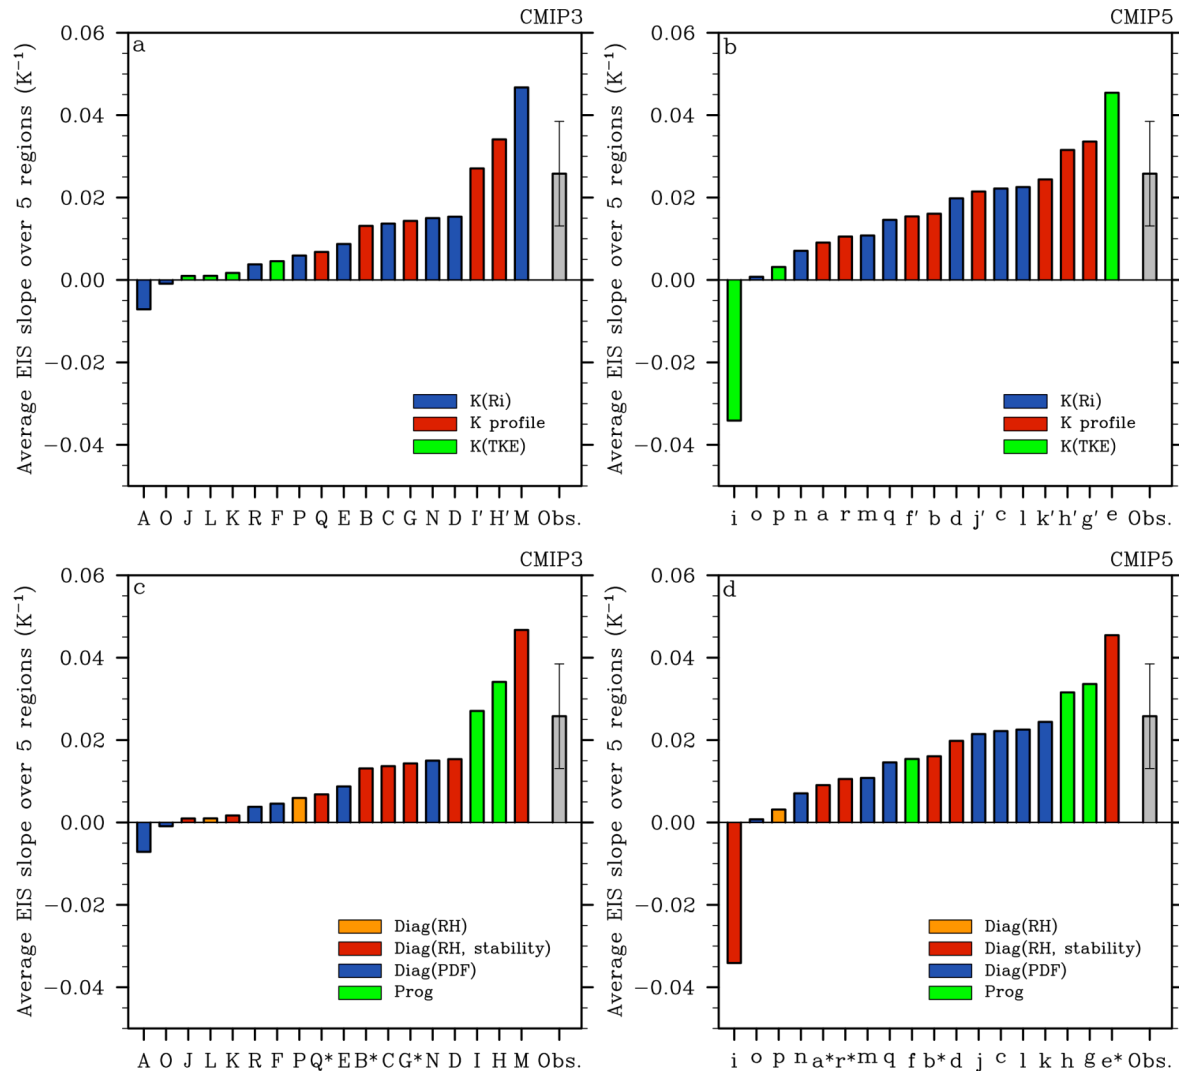 CMIP3
a
Average EIS slope over 5 regions (K⁻¹)
0.06
0.04
0.02
0.00
−0.02
−0.04
K(Ri)
K profile
K(TKE)
A O J L K R F P Q E B C G N D I′ H′ M Obs.
CMIP5
b
Average EIS slope over 5 regions (K⁻¹)
0.06
0.04
0.02
0.00
−0.02
−0.04
K(Ri)
K profile
K(TKE)
i o p n a r m q f′ b d j′ c l k′ h′ g′ e Obs.
CMIP3
c
Average EIS slope over 5 regions (K⁻¹)
0.06
0.04
0.02
0.00
−0.02
−0.04
Diag(RH)
Diag(RH, stability)
Diag(PDF)
Prog
A O J L K R F P Q* E B* C G* N D I H M Obs.
CMIP5
d
Average EIS slope over 5 regions (K⁻¹)
0.06
0.04
0.02
0.00
−0.02
−0.04
Diag(RH)
Diag(RH, stability)
Diag(PDF)
Prog
i o p n a* r* m q f b* d j c l k h g e* Obs.